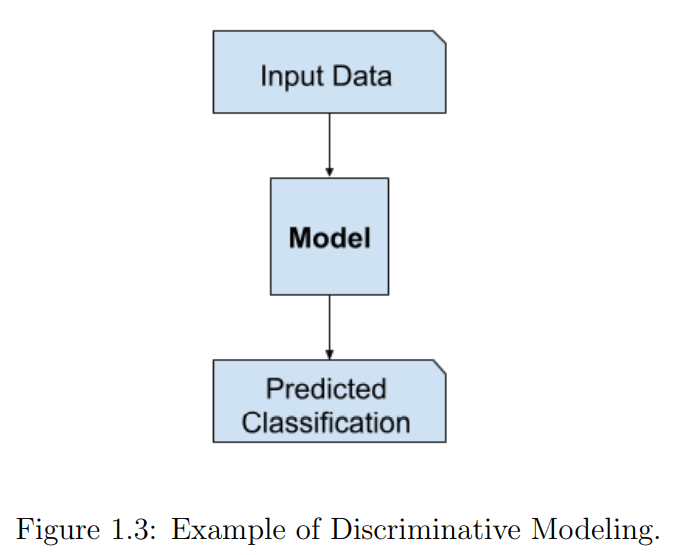 Input Data
Model
Predicted
Classification
Figure 1.3: Example of Discriminative Modeling.